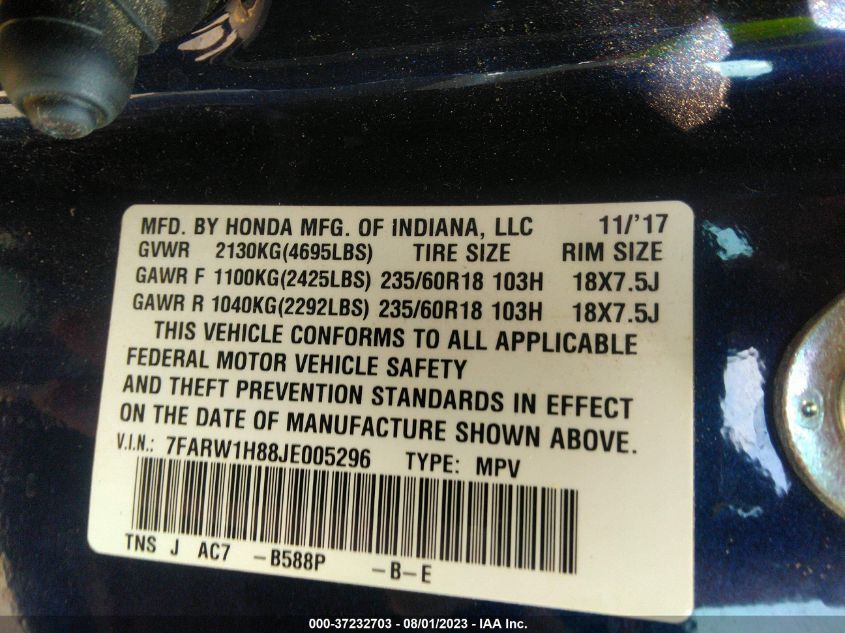 MFD. BY HONDA MFG. OF INDIANA, LLC 11/'17
GVWR 2130KG(4695LBS) TIRE SIZE RIM SIZE
GAWR F 1100KG(2425LBS) 235/60R18 103H 18X7.5J
GAWR R 1040KG(2292LBS) 235/60R18 103H 18X7.5J
THIS VEHICLE CONFORMS TO ALL APPLICABLE
FEDERAL MOTOR VEHICLE SAFETY
AND THEFT PREVENTION STANDARDS IN EFFECT
ON THE DATE OF MANUFACTURE SHOWN ABOVE.
V.I.N.: 7FARW1H88JE005296 TYPE: MPV
TNS J AC7 -B588P -B-E
000-37232703 - 08/01/2023 - IAA Inc.